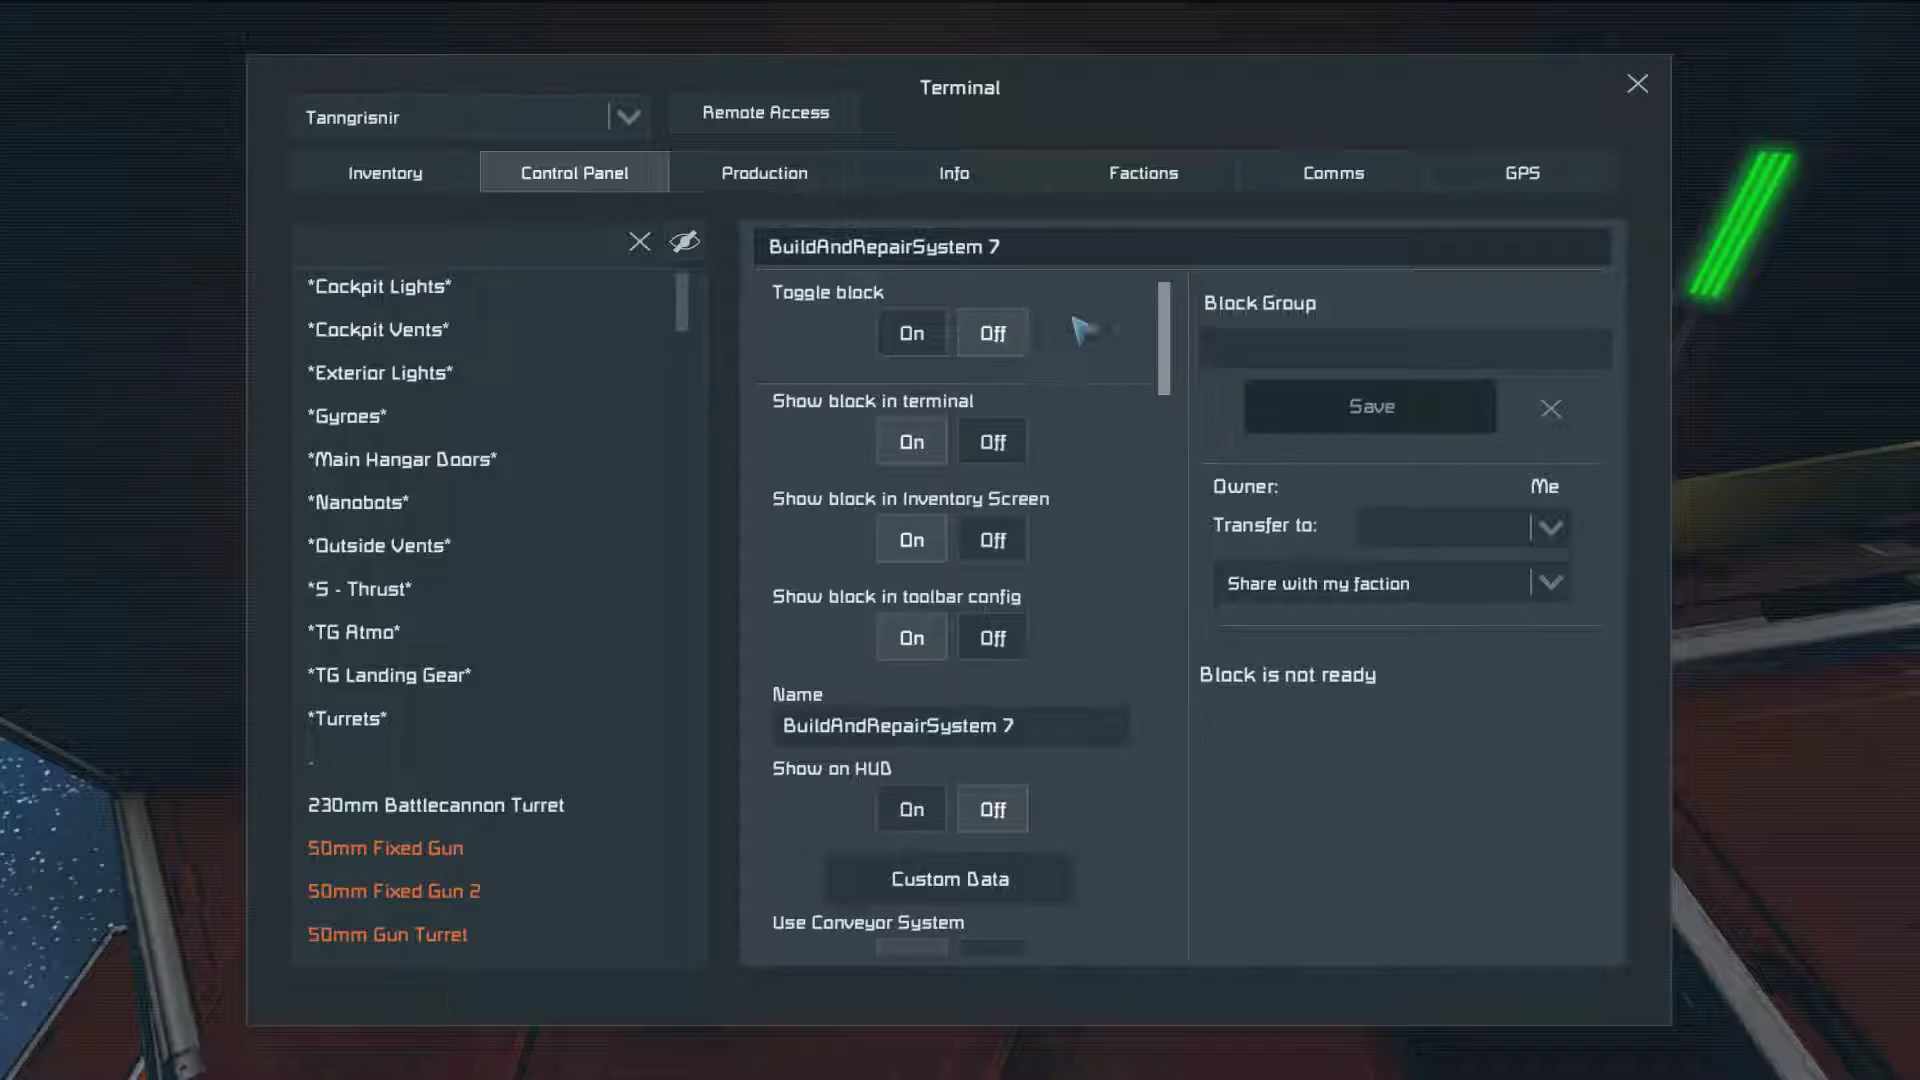 Terminal
Tanngrisnir
Remote Access
Inventory
Control Panel
Production
Info
Factions
Comms
GPS
*Cockpit Lights*
*Cockpit Vents*
*Exterior Lights*
*Gyroes*
*Main Hangar Doors*
*Nanobots*
*Outside Vents*
*S - Thrust*
*TG Atmo*
*TG Landing Gear*
*Turrets*
-
230mm Battlecannon Turret
50mm Fixed Gun
50mm Fixed Gun 2
50mm Gun Turret
BuildAndRepairSystem 7
Toggle block
On Off
Show block in terminal
On Off
Show block in Inventory Screen
On Off
Show block in toolbar config
On Off
Name
BuildAndRepairSystem 7
Show on HUD
On Off
Custom Data
Use Conveyor System
Block Group
Save
Owner: Me
Transfer to:
Share with my faction
Block is not ready